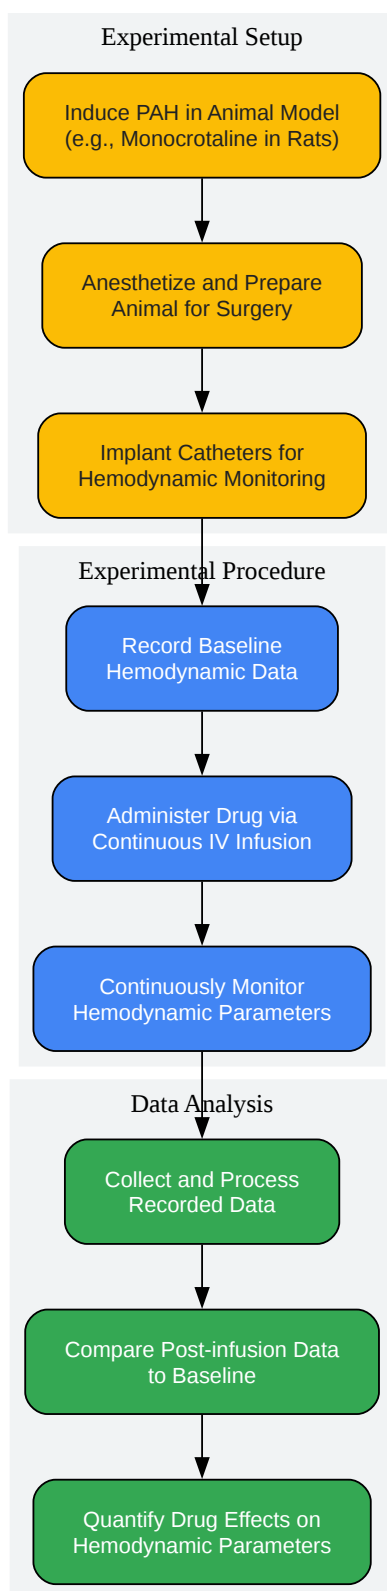 Experimental Setup
Induce PAH in Animal Model
(e.g., Monocrotaline in Rats)
Anesthetize and Prepare
Animal for Surgery
Implant Catheters for
Hemodynamic Monitoring
Experimental Procedure
Record Baseline
Hemodynamic Data
Administer Drug via
Continuous IV Infusion
Continuously Monitor
Hemodynamic Parameters
Data Analysis
Collect and Process
Recorded Data
Compare Post-infusion Data
to Baseline
Quantify Drug Effects on
Hemodynamic Parameters